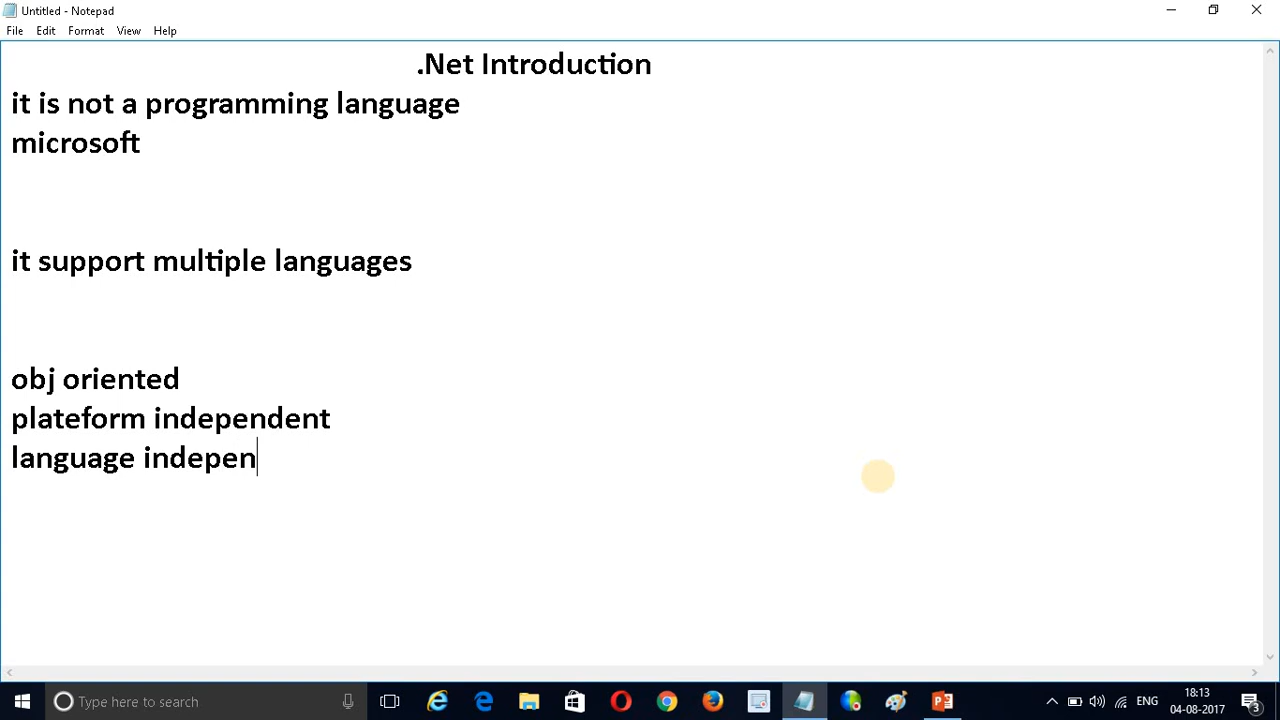 Untitled - Notepad
File Edit Format View Help
.Net Introduction
it is not a programming language
microsoft
it support multiple languages
obj oriented
plateform independent
language indepen
Type here to search
ENG
18:13
04-08-2017
3